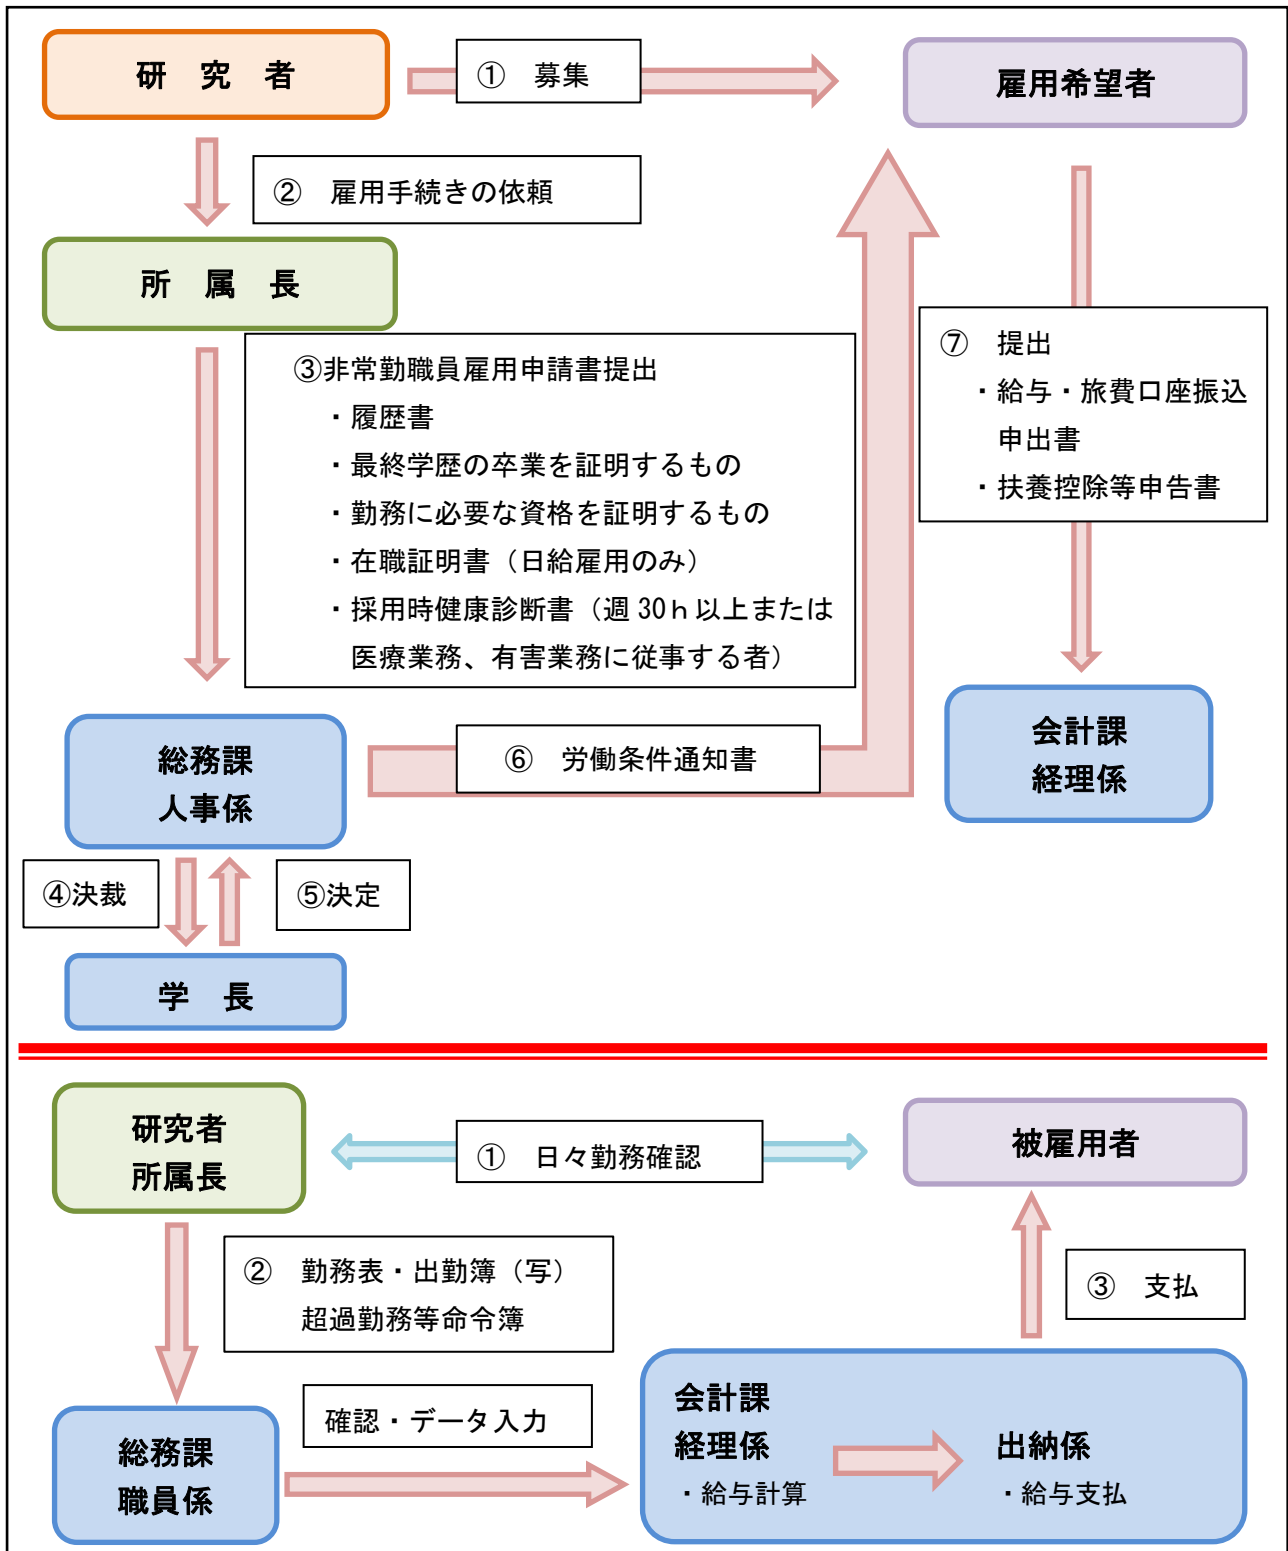 研　究　者
①　募集
雇用希望者
②　雇用手続きの依頼
所　属　長
③非常勤職員雇用申請書提出
・履歴書
・最終学歴の卒業を証明するもの
・勤務に必要な資格を証明するもの
・在職証明書（日給雇用のみ）
・採用時健康診断書（週 30ｈ以上または
医療業務、有害業務に従事する者）
⑦　提出
・給与・旅費口座振込
申出書
・扶養控除等申告書
総務課
人事係
⑥　労働条件通知書
会計課
経理係
④決裁
⑤決定
学　長
研究者
所属長
①　日々勤務確認
被雇用者
②　勤務表・出勤簿（写）
超過勤務等命令簿
③　支払
総務課
職員係
確認・データ入力
会計課
経理係
・給与計算
出納係
・給与支払